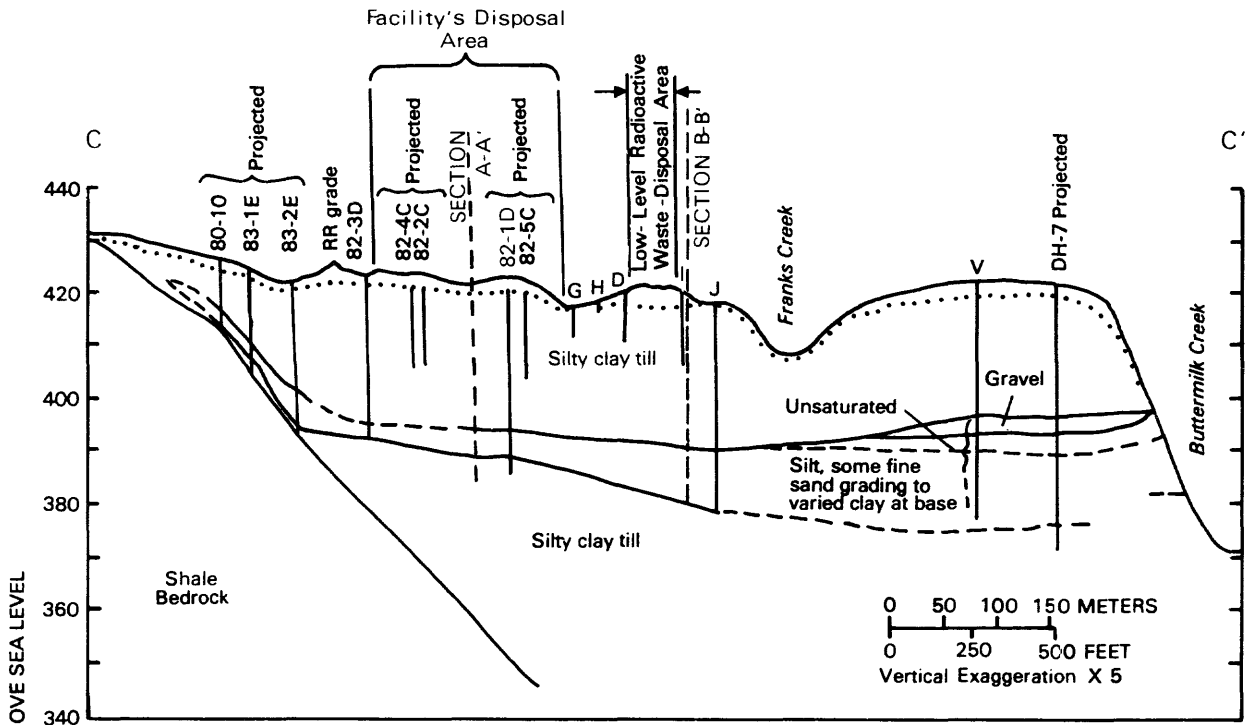 Facility's Disposal
Area
C
C'
Projected
80-10
83-1E
83-2E
RR grade
82-3D
Projected
82-4C
82-2C
SECTION
A-A'
Projected
82-1D
82-5C
Low-Level Radioactive
Waste-Disposal Area
SECTION B-B'
G
H
D
I
J
Franks Creek
V
DH-7 Projected
Buttermilk Creek
440
420
400
380
360
340
OVE SEA LEVEL
Silty clay till
Gravel
Unsaturated
Silt, some fine
sand grading to
varied clay at base
Silty clay till
Shale
Bedrock
0 50 100 150 METERS
0 250 500 FEET
Vertical Exaggeration X 5